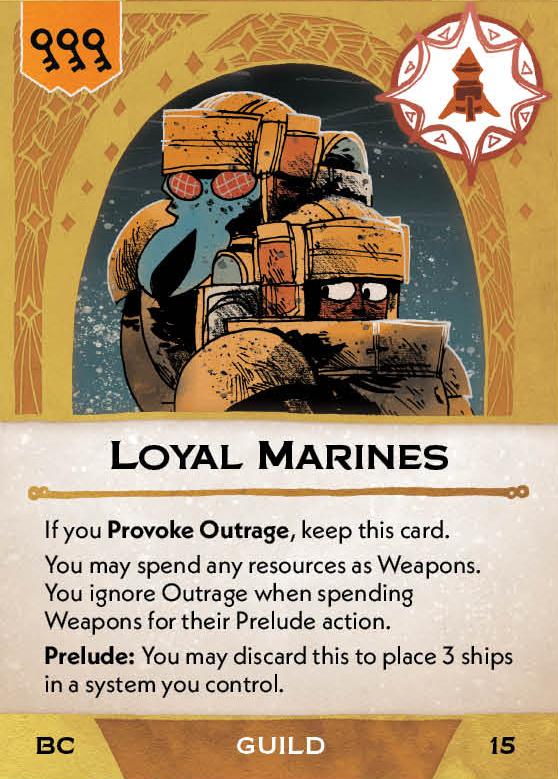 Loyal Marines
If you Provoke Outrage, keep this card.
You may spend any resources as Weapons.
You ignore Outrage when spending
Weapons for their Prelude action.
Prelude: You may discard this to place 3 ships
in a system you control.
BC GUILD 15